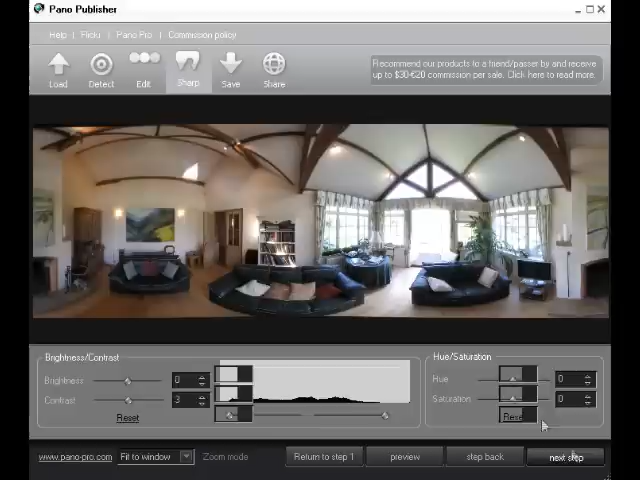 Pano Publisher
Help | Flickr | Pano Pro | Commission policy
Load Detect Edit Sharp Save Share
Recommend our products to a friend/passer by and receive
up to $30-€20 commission per sale. Click here to read more.
Brightness/Contrast
Brightness 0
Contrast 3
Reset
Hue/Saturation
Hue 0
Saturation 0
Rese
www.pano-pro.com Fit to window Zoom mode Return to step 1 preview step back next step